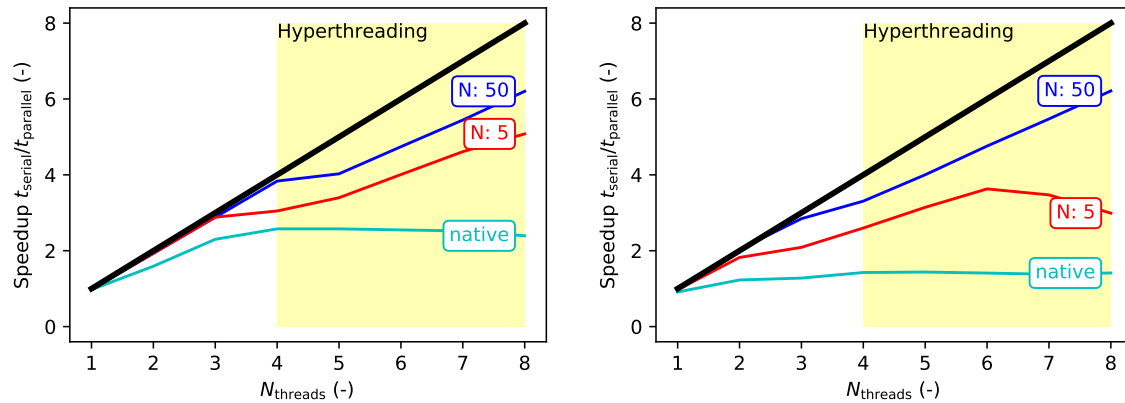 Speedup t_serial/t_parallel (-)
8
6
4
2
0
Hyperthreading
N: 50
N: 5
native
1 2 3 4 5 6 7 8
N_threads (-)
Speedup t_serial/t_parallel (-)
8
6
4
2
0
Hyperthreading
N: 50
N: 5
native
1 2 3 4 5 6 7 8
N_threads (-)